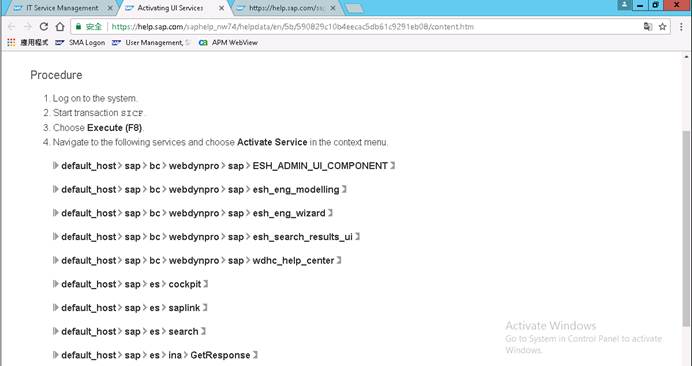 IT Service Management
Activating UI Services
https://help.sap.com/sa
安全
https://help.sap.com/saphelp_nw74/helpdata/en/5b/590829c10b4eecac5db61c9291eb08/content.htm
應用程式
SMA Logon
User Management, S
APM WebView
Procedure
1. Log on to the system.
2. Start transaction SICF.
3. Choose Execute (F8).
4. Navigate to the following services and choose Activate Service in the context menu.
default_host > sap > bc > webdynpro > sap > ESH_ADMIN_UI_COMPONENT
default_host > sap > bc > webdynpro > sap > esh_eng_modelling
default_host > sap > bc > webdynpro > sap > esh_eng_wizard
default_host > sap > bc > webdynpro > sap > esh_search_results_ui
default_host > sap > bc > webdynpro > sap > wdhc_help_center
default_host > sap > es > cockpit
default_host > sap > es > saplink
default_host > sap > es > search
default_host > sap > es > ina > GetResponse
Activate Windows
Go to System in Control Panel to activate
Windows.